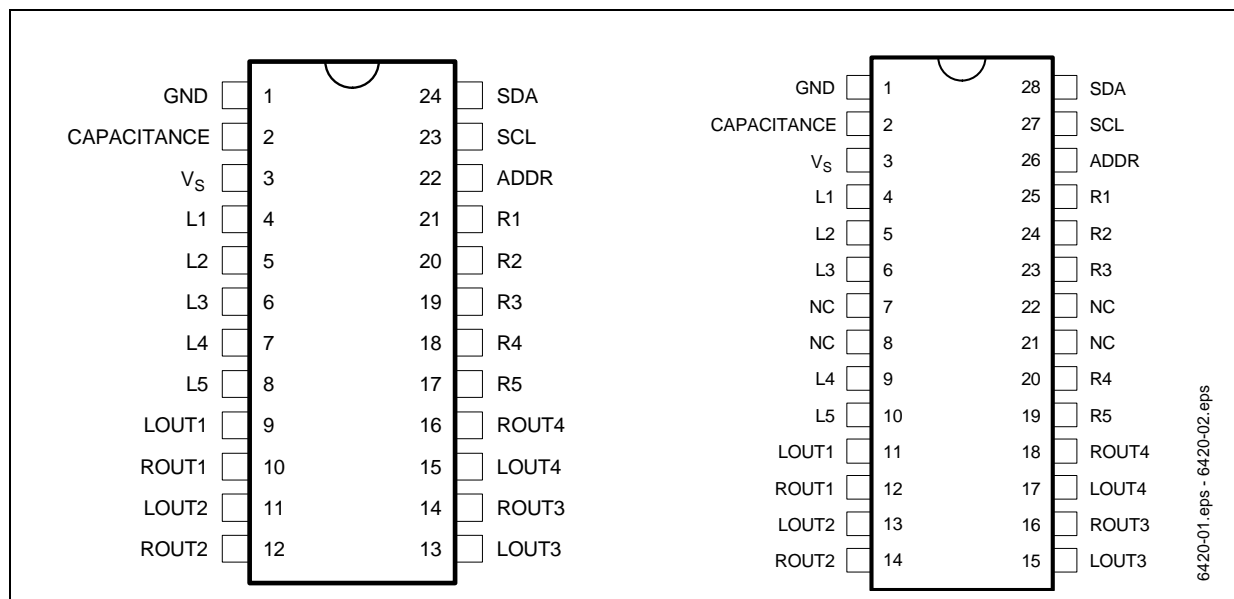 GND 1 24 SDA
CAPACITANCE 2 23 SCL
VS 3 22 ADDR
L1 4 21 R1
L2 5 20 R2
L3 6 19 R3
L4 7 18 R4
L5 8 17 R5
LOUT1 9 16 ROUT4
ROUT1 10 15 LOUT4
LOUT2 11 14 ROUT3
ROUT2 12 13 LOUT3
GND 1 28 SDA
CAPACITANCE 2 27 SCL
VS 3 26 ADDR
L1 4 25 R1
L2 5 24 R2
L3 6 23 R3
NC 7 22 NC
NC 8 21 NC
L4 9 20 R4
L5 10 19 R5
LOUT1 11 18 ROUT4
ROUT1 12 17 LOUT4
LOUT2 13 16 ROUT3
ROUT2 14 15 LOUT3
6420-01.eps - 6420-02.eps